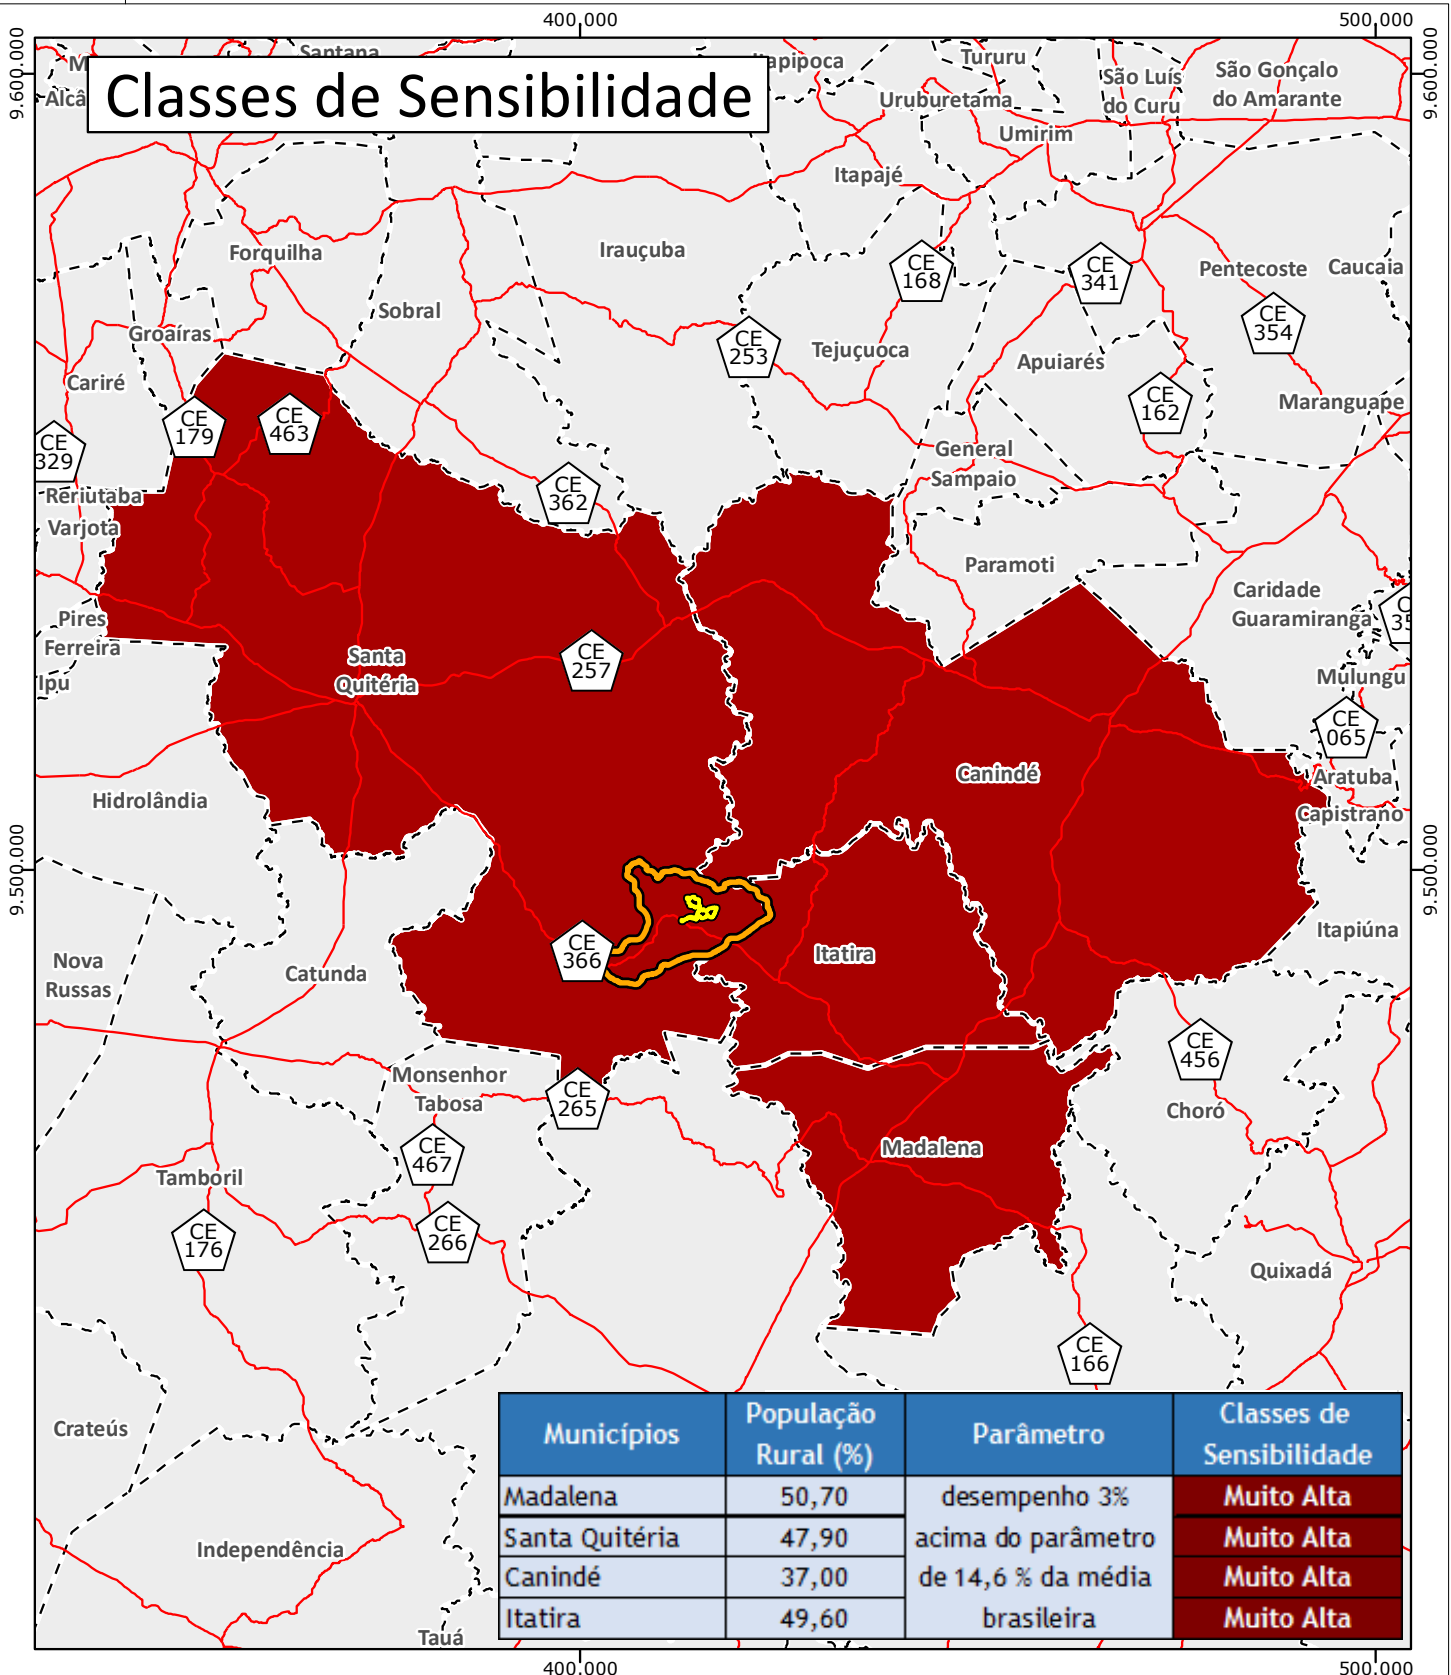 400.000
500.000
9.600.000
9.600.000
Santana
Itapipoca
Tururu
São Luís
do Curu
São Gonçalo
do Amarante
Alcâ
Classes de Sensibilidade
Uruburetama
Umirim
Itapajé
Forquilha
Irauçuba
CE
168
CE
341
Pentecoste
Caucaia
Sobral
Groaíras
CE
253
Tejuçuoca
Apuiarés
CE
354
Cariré
CE
179
CE
463
CE
162
Maranguape
CE
329
General
Sampaio
Reriutaba
Varjota
CE
362
Paramoti
Caridade
Guaramiranga
Pires
Ferreira
Ipu
Santa
Quitéria
CE
257
Mulungu
CE
065
Canindé
Aratuba
Hidrolândia
Capistrano
9.500.000
9.500.000
Nova
Russas
Catunda
CE
366
Itatira
Itapiúna
Monsenhor
Tabosa
CE
265
CE
456
Choró
CE
467
Madalena
Tamboril
CE
176
CE
266
Quixadá
CE
166
Crateús
Independência
Tauá
Municípios
População
Rural (%)
Parâmetro
Classes de
Sensibilidade
Madalena 50,70 desempenho 3% Muito Alta
Santa Quitéria 47,90 acima do parâmetro Muito Alta
Canindé 37,00 de 14,6 % da média Muito Alta
Itatira 49,60 brasileira Muito Alta
400.000
500.000